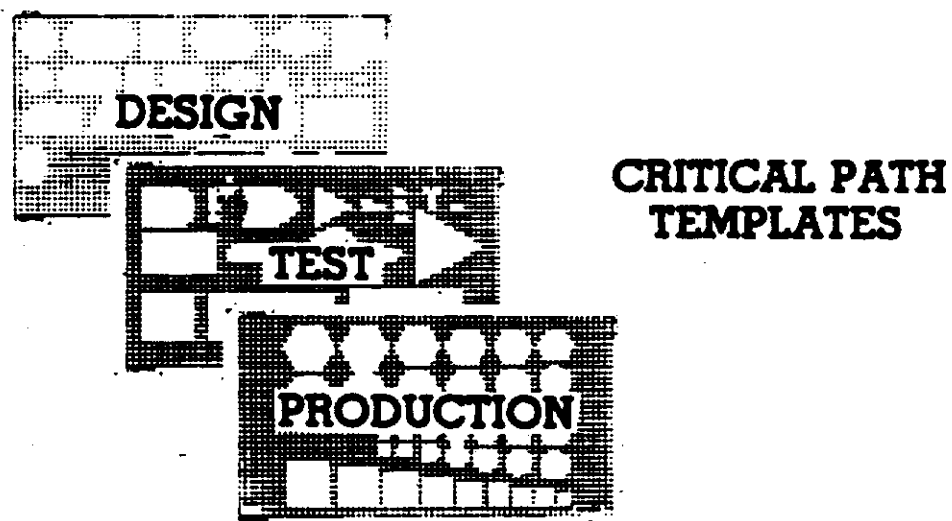 DESIGN
TEST
PRODUCTION
CRITICAL PATH
TEMPLATES